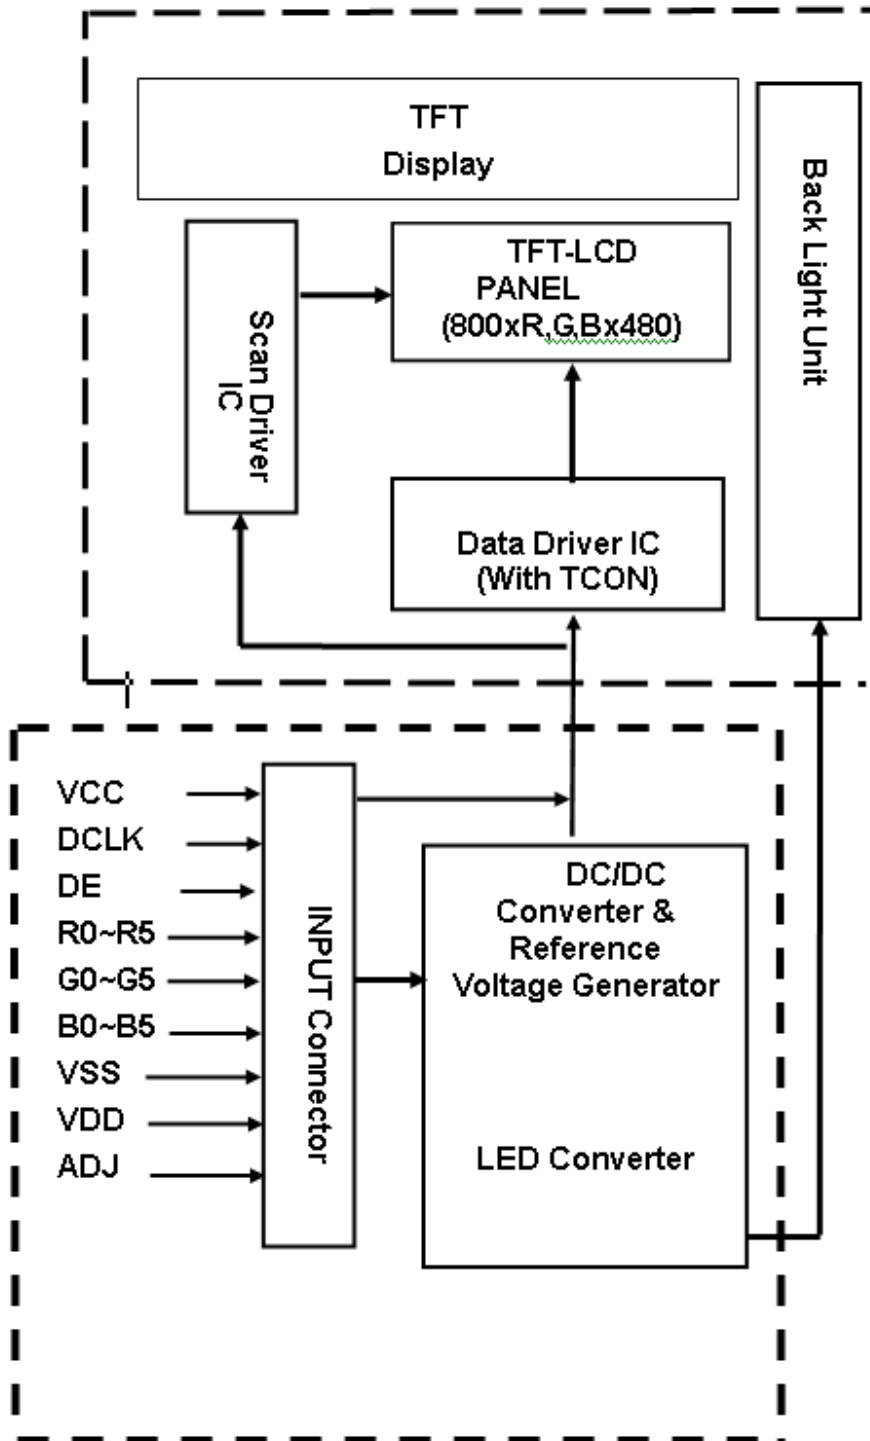 TFT
Display
Back Light Unit
Scan Driver
IC
TFT-LCD
PANEL
(800xR,G,Bx480)
Data Driver IC
(With TCON)
VCC
DCLK
DE
R0~R5
G0~G5
B0~B5
VSS
VDD
ADJ
INPUT Connector
DC/DC
Converter &
Reference
Voltage Generator
LED Converter